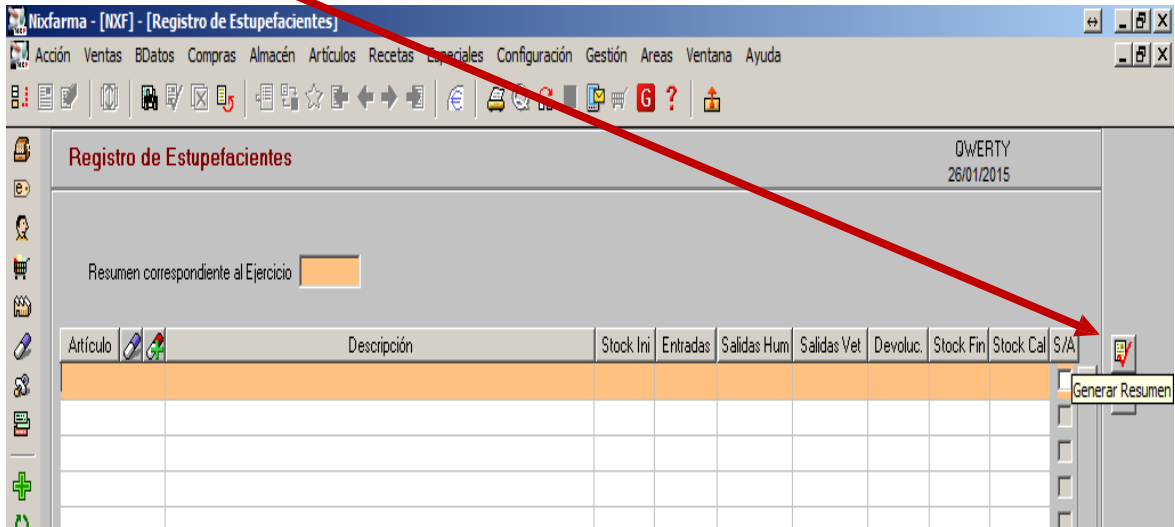 Nixfarma - [NXF] - [Registro de Estupefacientes]
Acción Ventas BDatos Compras Almacén Artículos Recetas Especiales Configuración Gestión Areas Ventana Ayuda
G ?
Registro de Estupefacientes
QWERTY
26/01/2015
Resumen correspondiente al Ejercicio
Artículo Descripción Stock Ini Entradas Salidas Hum Salidas Vet Devoluc. Stock Fin Stock Cal S/A
Generar Resumen